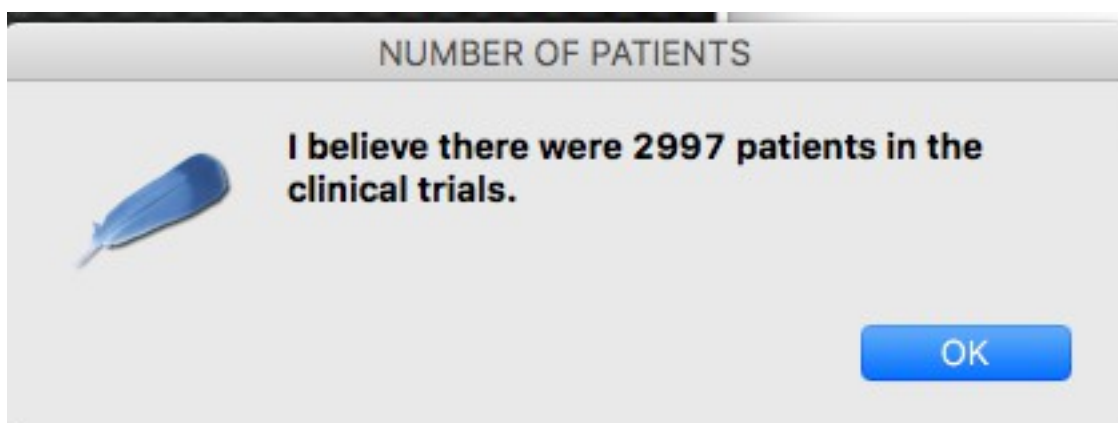 NUMBER OF PATIENTS
I believe there were 2997 patients in the
clinical trials.
OK